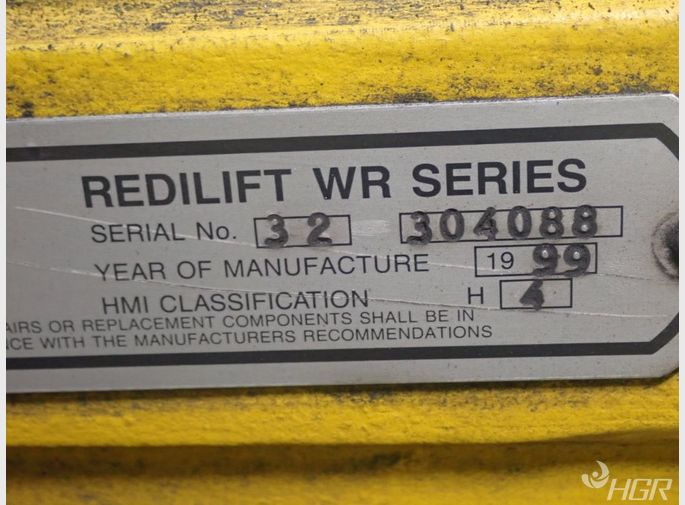 REDILIFT WR SERIES
SERIAL No. 32 304088
YEAR OF MANUFACTURE 19 99
HMI CLASSIFICATION H 4
AIRS OR REPLACEMENT COMPONENTS SHALL BE IN
NCE WITH THE MANUFACTURERS RECOMMENDATIONS
HGR